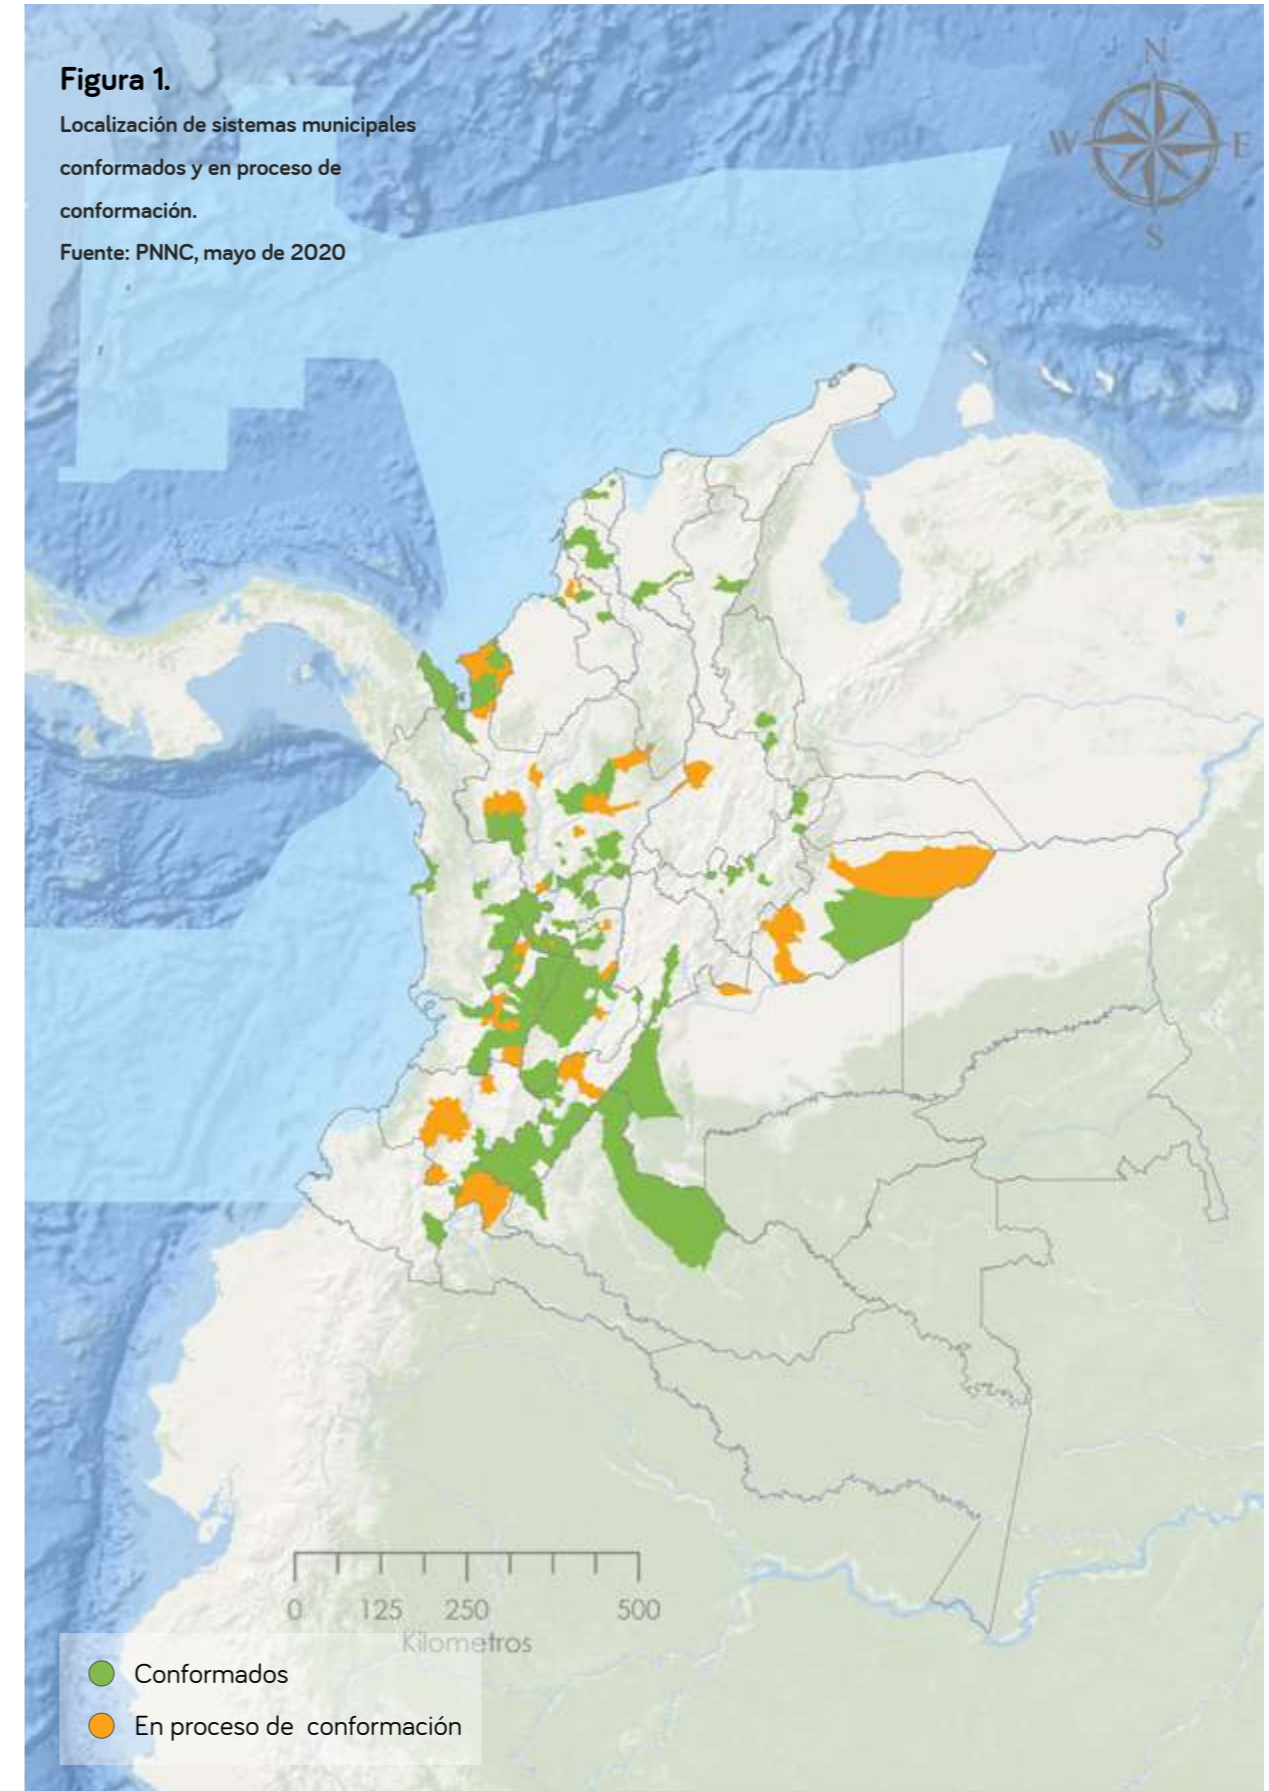 Figura 1.
Localización de sistemas municipales
conformados y en proceso de
conformación.
Fuente: PNNC, mayo de 2020
N
W
E
S
0 125 250 500
Kilometros
Conformados
En proceso de conformación